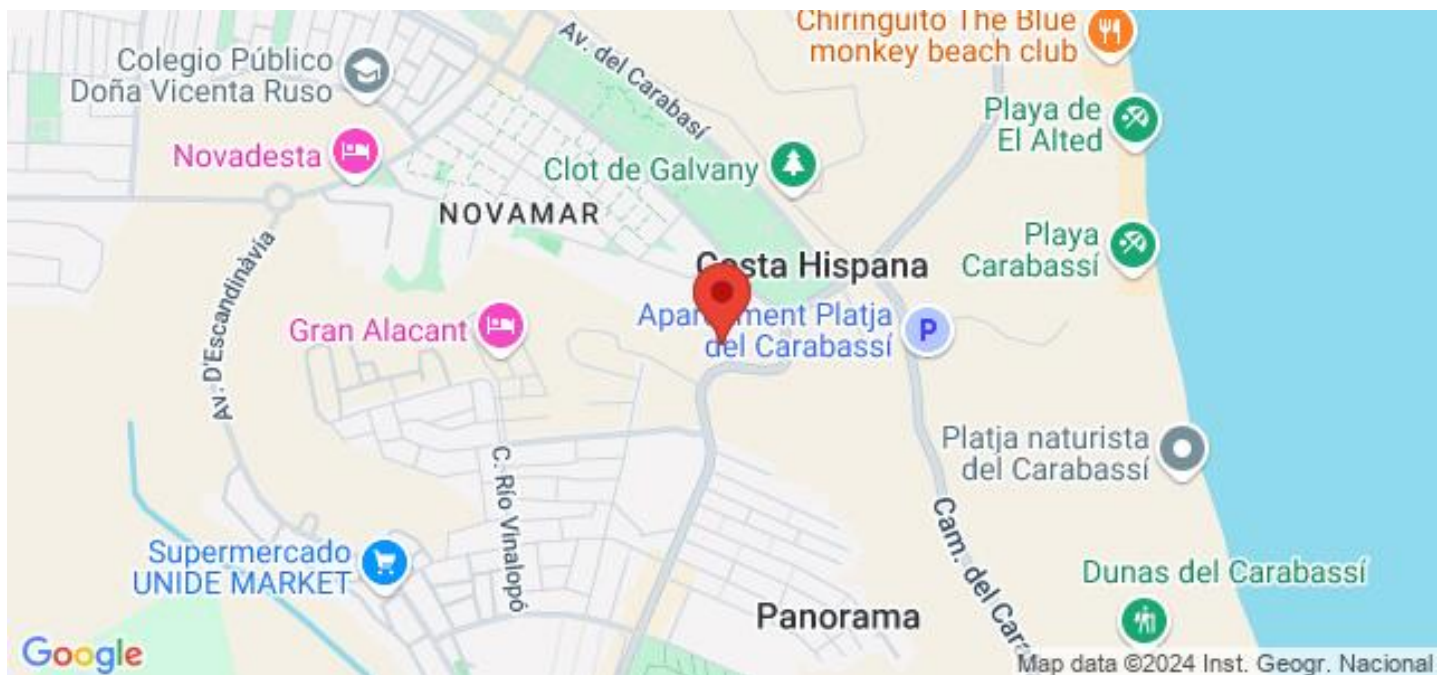 Chiringuito The Blue
monkey beach club
Colegio Público
Doña Vicenta Ruso
Av. del Carabasí
Playa de
El Alted
Novadesta
Clot de Galvany
NOVAMAR
Playa
Carabassí
Costa Hispana
Av. D'Escandinàvia
Gran Alacant
Apartment Platja
del Carabassí
P
Platja naturista
del Carabassí
C. Río Vinalopó
Cam. del Cara
Supermercado
UNIDE MARKET
Dunas del Carabassí
Panorama
Google
Map data ©2024 Inst. Geogr. Nacional